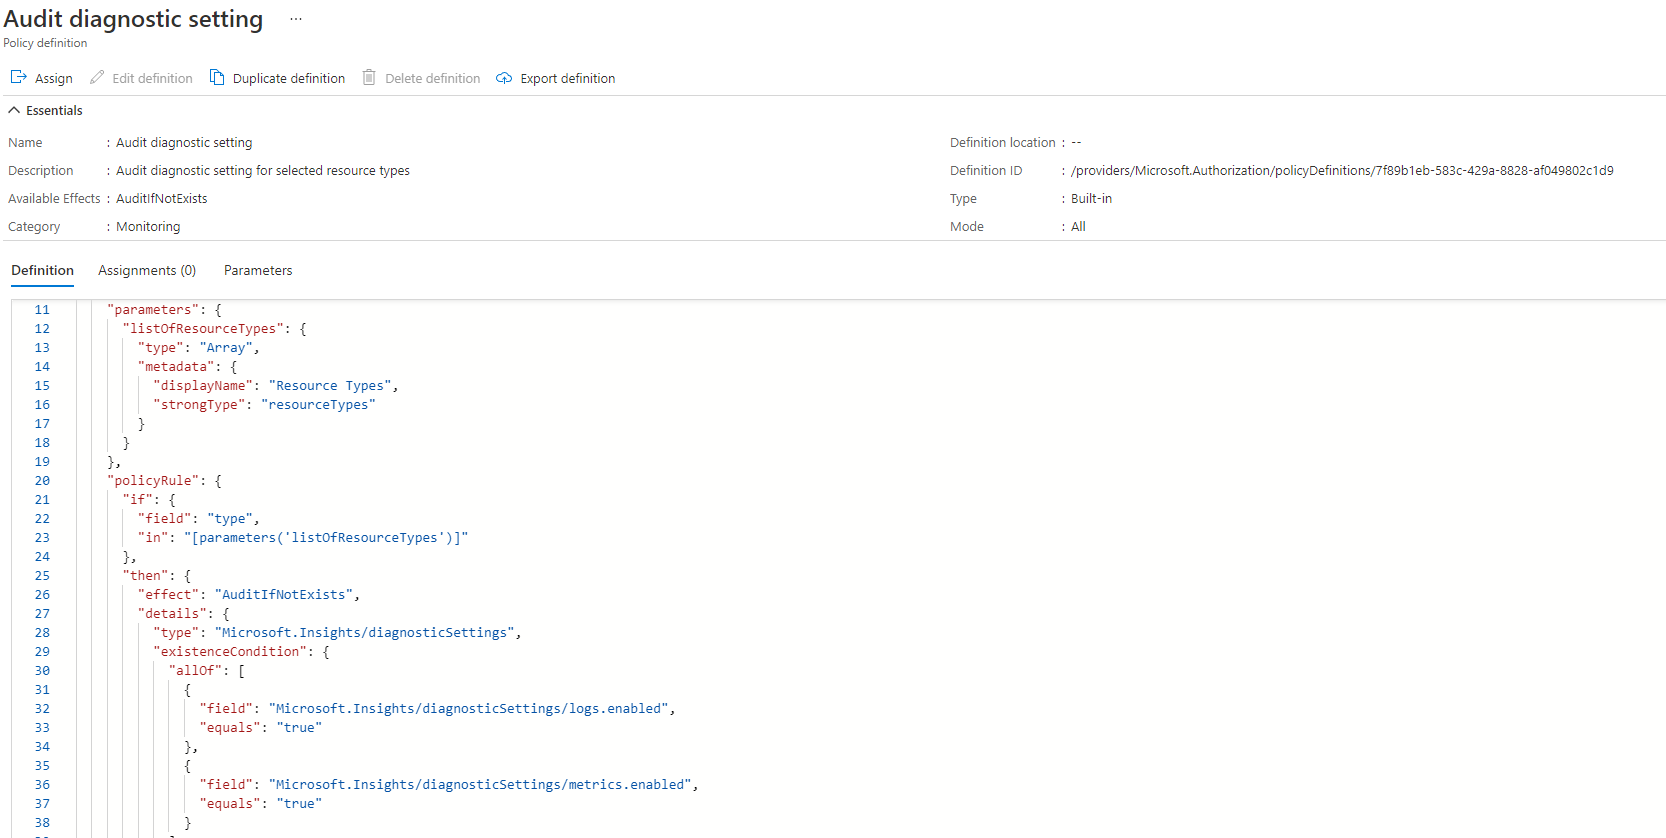 Audit diagnostic setting ...
Policy definition
Assign Edit definition Duplicate definition Delete definition Export definition
Essentials
Name : Audit diagnostic setting Definition location : --
Description : Audit diagnostic setting for selected resource types Definition ID : /providers/Microsoft.Authorization/policyDefinitions/7f89b1eb-583c-429a-8828-af049802c1d9
Available Effects : AuditIfNotExists Type : Built-in
Category : Monitoring Mode : All
Definition Assignments (0) Parameters
11 "parameters": {
12 "listOfResourceTypes": {
13 "type": "Array",
14 "metadata": {
15 "displayName": "Resource Types",
16 "strongType": "resourceTypes"
17 }
18 }
19 },
20 "policyRule": {
21 "if": {
22 "field": "type",
23 "in": "[parameters('listOfResourceTypes')]"
24 },
25 "then": {
26 "effect": "AuditIfNotExists",
27 "details": {
28 "type": "Microsoft.Insights/diagnosticSettings",
29 "existenceCondition": {
30 "allOf": [
31 {
32 "field": "Microsoft.Insights/diagnosticSettings/logs.enabled",
33 "equals": "true"
34 },
35 {
36 "field": "Microsoft.Insights/diagnosticSettings/metrics.enabled",
37 "equals": "true"
38 }